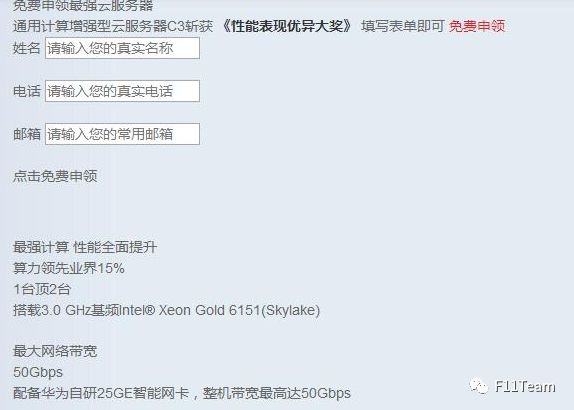 免费申领最强云服务器
通用计算增强型云服务器C3斩获 《性能表现优异大奖》 填写表单即可 免费申领
姓名 请输入您的真实名称
电话 请输入您的真实电话
邮箱 请输入您的常用邮箱
点击免费申领
最强计算 性能全面提升
算力领先业界15%
1台顶2台
搭载3.0 GHz基频Intel® Xeon Gold 6151(Skylake)
最大网络带宽
50Gbps
配备华为自研25GE智能网卡，整机带宽最高达50Gbps
F11Team